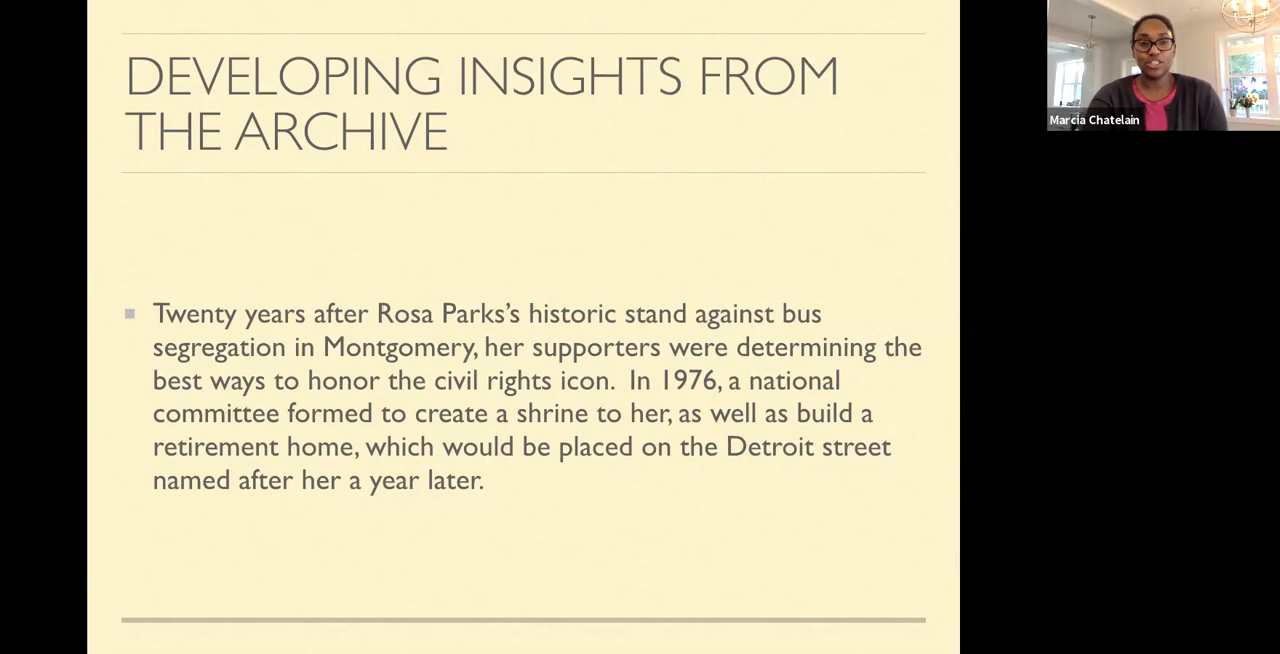 DEVELOPING INSIGHTS FROM
THE ARCHIVE
Twenty years after Rosa Parks’s historic stand against bus
segregation in Montgomery, her supporters were determining the
best ways to honor the civil rights icon.  In 1976, a national
committee formed to create a shrine to her, as well as build a
retirement home, which would be placed on the Detroit street
named after her a year later.
Marcia Chatelain